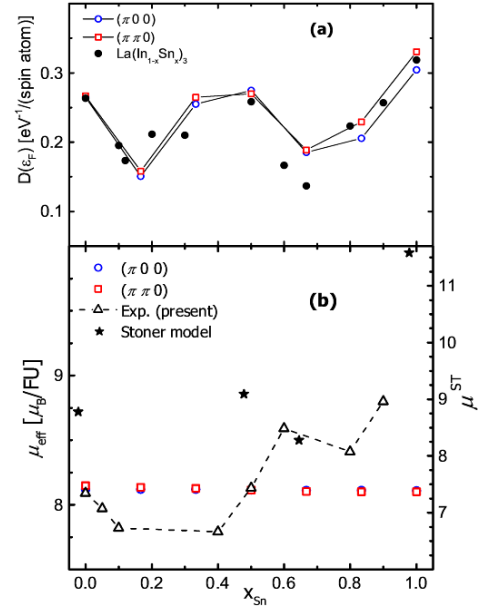 (π 0 0)
(π π 0)
La(In1-xSnx)3
(a)
D(εF) [eV-1/(spin atom)]
0.3
0.2
0.1
(π 0 0)
(π π 0)
Exp. (present)
Stoner model
(b)
μeff [μB/FU]
9
8
11
10
9
8
7
μST
0.0 0.2 0.4 0.6 0.8 1.0
xSn